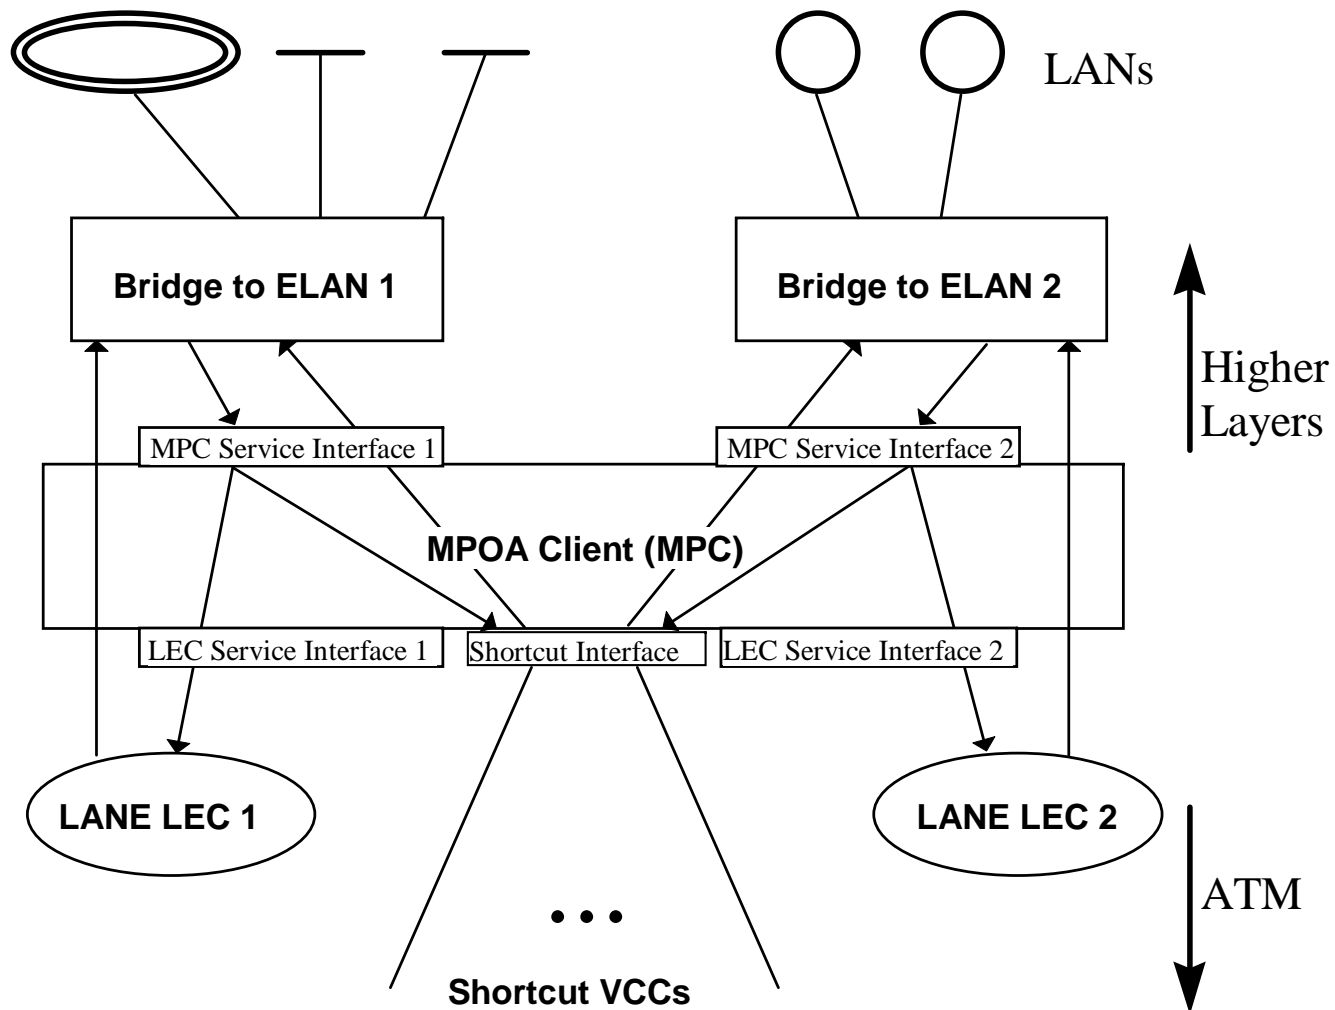 LANs
Bridge to ELAN 1
Bridge to ELAN 2
Higher
Layers
MPC Service Interface 1
MPC Service Interface 2
MPOA Client (MPC)
LEC Service Interface 1
Shortcut Interface
LEC Service Interface 2
LANE LEC 1
LANE LEC 2
ATM
Shortcut VCCs